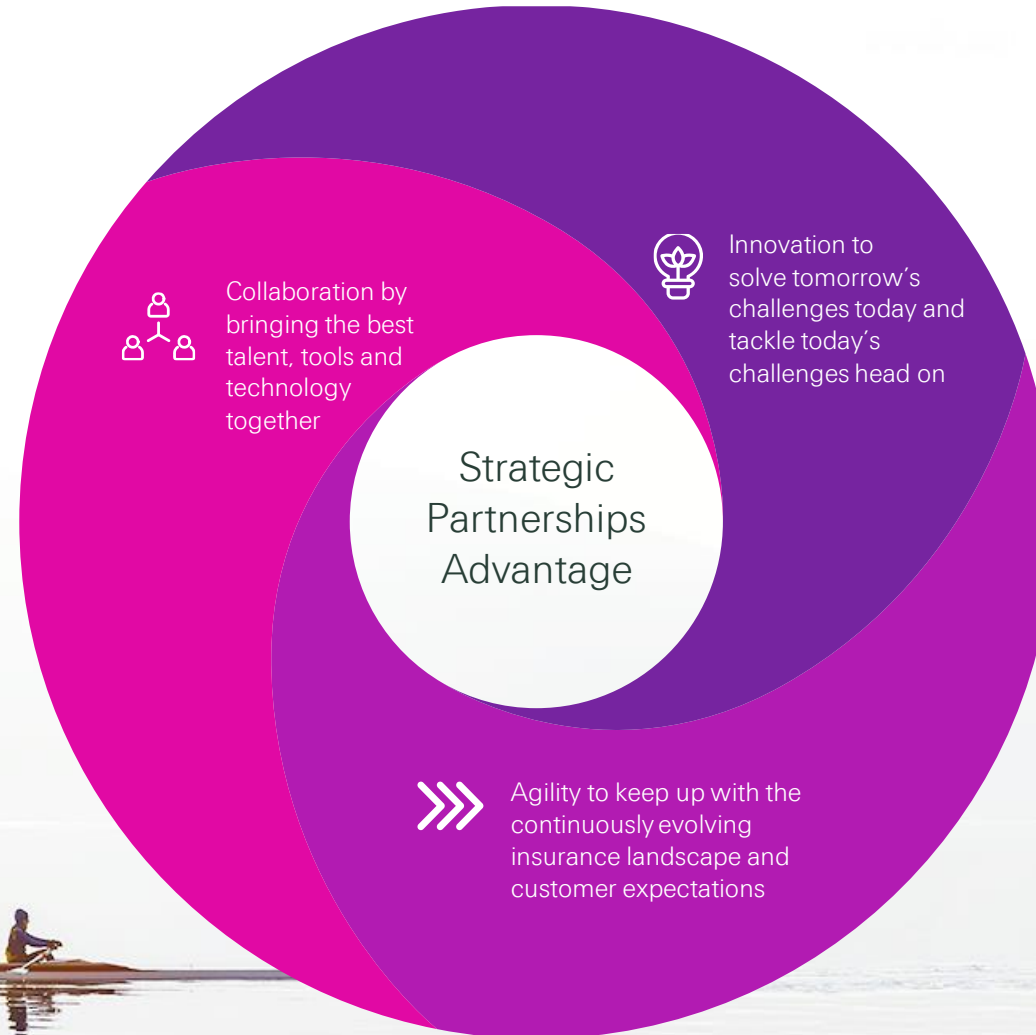 Collaboration by
bringing the best
talent, tools and
technology
together
Innovation to
solve tomorrow's
challenges today and
tackle today's
challenges head on
Strategic
Partnerships
Advantage
Agility to keep up with the
continuously evolving
insurance landscape and
customer expectations